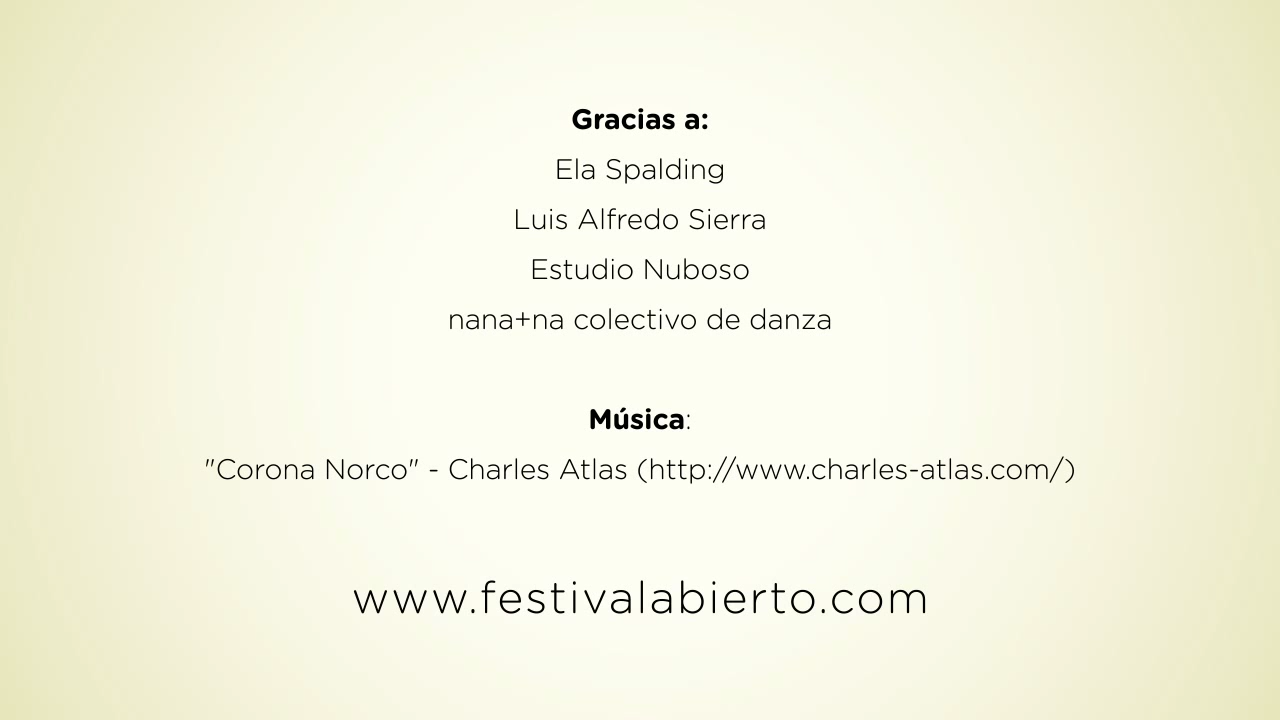 Gracias a:
Ela Spalding
Luis Alfredo Sierra
Estudio Nuboso
nana+na colectivo de danza
Música:
"Corona Norco" - Charles Atlas (http://www.charles-atlas.com/)
www.festivalabierto.com